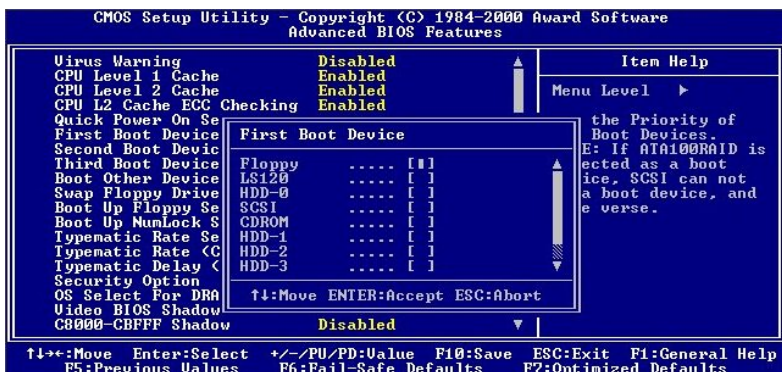 CMOS Setup Utility - Copyright (C) 1984-2000 Award Software
Advanced BIOS Features
Virus Warning Disabled
CPU Level 1 Cache Enabled
CPU Level 2 Cache Enabled
CPU L2 Cache ECC Checking Enabled
Quick Power On Se
First Boot Device
Second Boot Devic
Third Boot Device
Boot Other Device
Swap Floppy Drive
Boot Up Floppy Se
Boot Up NumLock S
Typematic Rate Se
Typematic Rate (C
Typematic Delay (
Security Option
OS Select For DRA
Video BIOS Shadow
C8000-CBFFF Shadow Disabled
First Boot Device
Floppy ..... [▮]
LS120 ..... [ ]
HDD-0 ..... [ ]
SCSI ..... [ ]
CDROM ..... [ ]
HDD-1 ..... [ ]
HDD-2 ..... [ ]
HDD-3 ..... [ ]
↑↓:Move ENTER:Accept ESC:Abort
Item Help
Menu Level ▶
the Priority of
Boot Devices.
E: If ATA100RAID is
ected as a boot
ice, SCSI can not
a boot device, and
e verse.
↑↓→←:Move Enter:Select +/-/PU/PD:Value F10:Save ESC:Exit F1:General Help
F5:Previous Values F6:Fail-Safe Defaults F7:Optimized Defaults